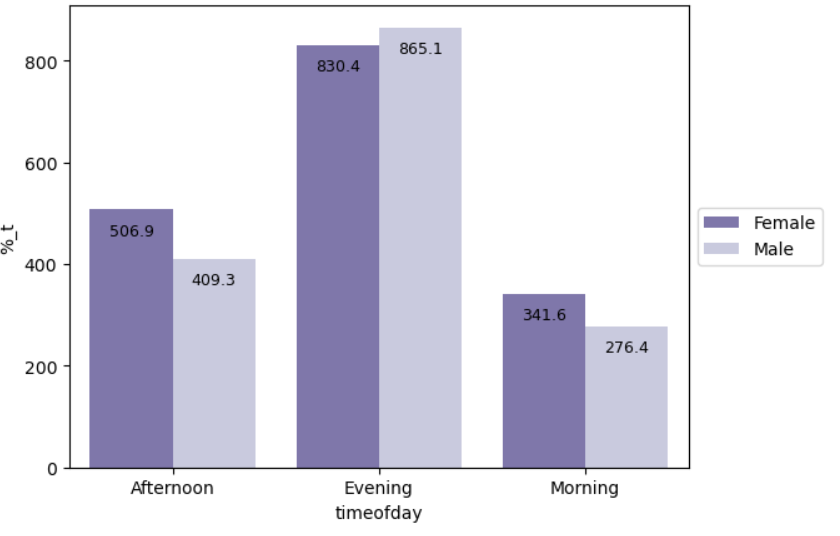 %_t
800
600
400
200
0
506.9
409.3
830.4
865.1
341.6
276.4
Afternoon
Evening
Morning
timeofday
Female
Male